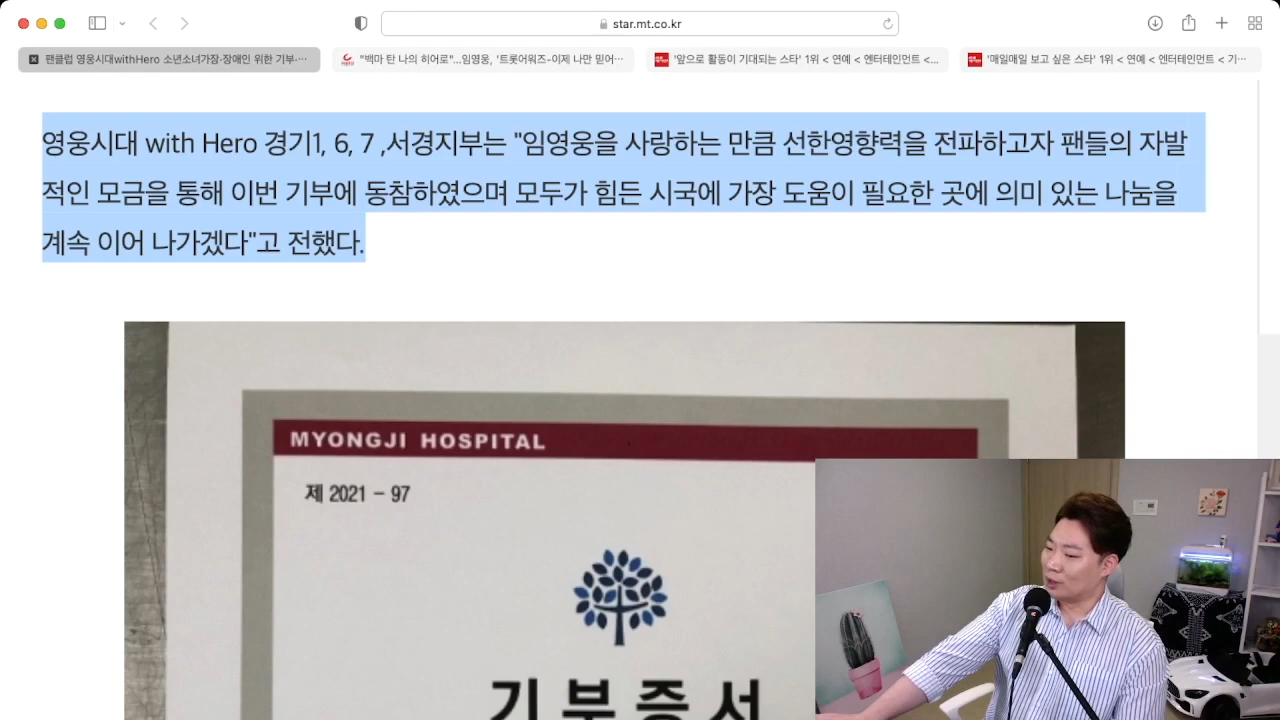 star.mt.co.kr
팬클럽 영웅시대withHero 소년소녀가장·장애인 위한 기부·…
"백마 탄 나의 히어로"...임영웅, '트롯어워즈-이제 나만 믿어…
'앞으로 활동이 기대되는 스타' 1위 < 연예 < 엔터테인먼트 <...
'매일매일 보고 싶은 스타' 1위 < 연예 < 엔터테인먼트 < 기…
영웅시대 with Hero 경기1, 6, 7 ,서경지부는 "임영웅을 사랑하는 만큼 선한영향력을 전파하고자 팬들의 자발
적인 모금을 통해 이번 기부에 동참하였으며 모두가 힘든 시국에 가장 도움이 필요한 곳에 의미 있는 나눔을
계속 이어 나가겠다"고 전했다.
MYONGJI HOSPITAL
제 2021 - 97
기부증서